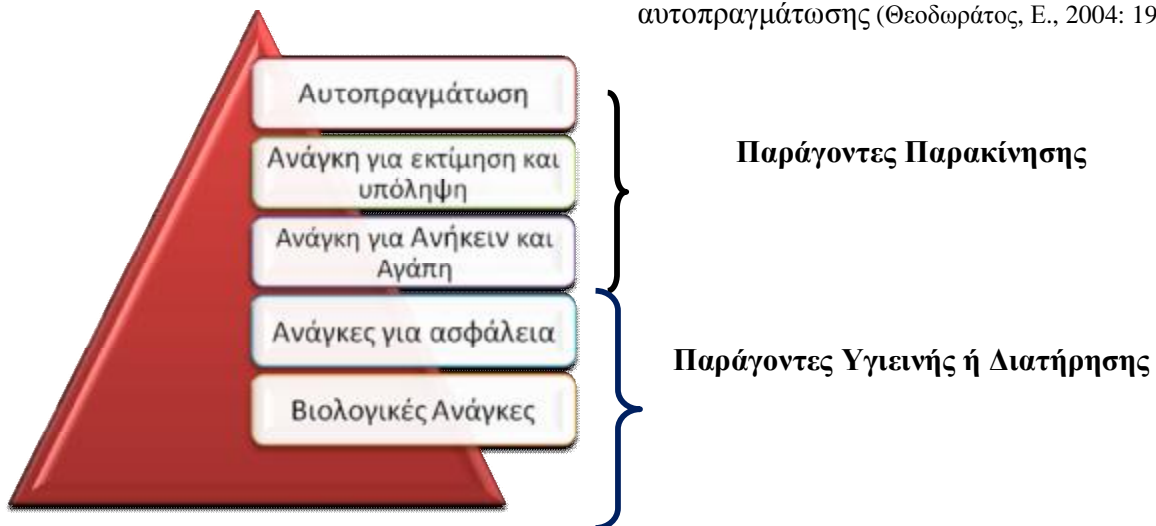 αυτοπραγμάτωσης (Θεοδωράτος, Ε., 2004: 19
Αυτοπραγμάτωση
Ανάγκη για εκτίμηση και
υπόληψη
Ανάγκη για Ανήκειν και
Αγάπη
Ανάγκες για ασφάλεια
Βιολογικές Ανάγκες
Παράγοντες Παρακίνησης
Παράγοντες Υγιεινής ή Διατήρησης